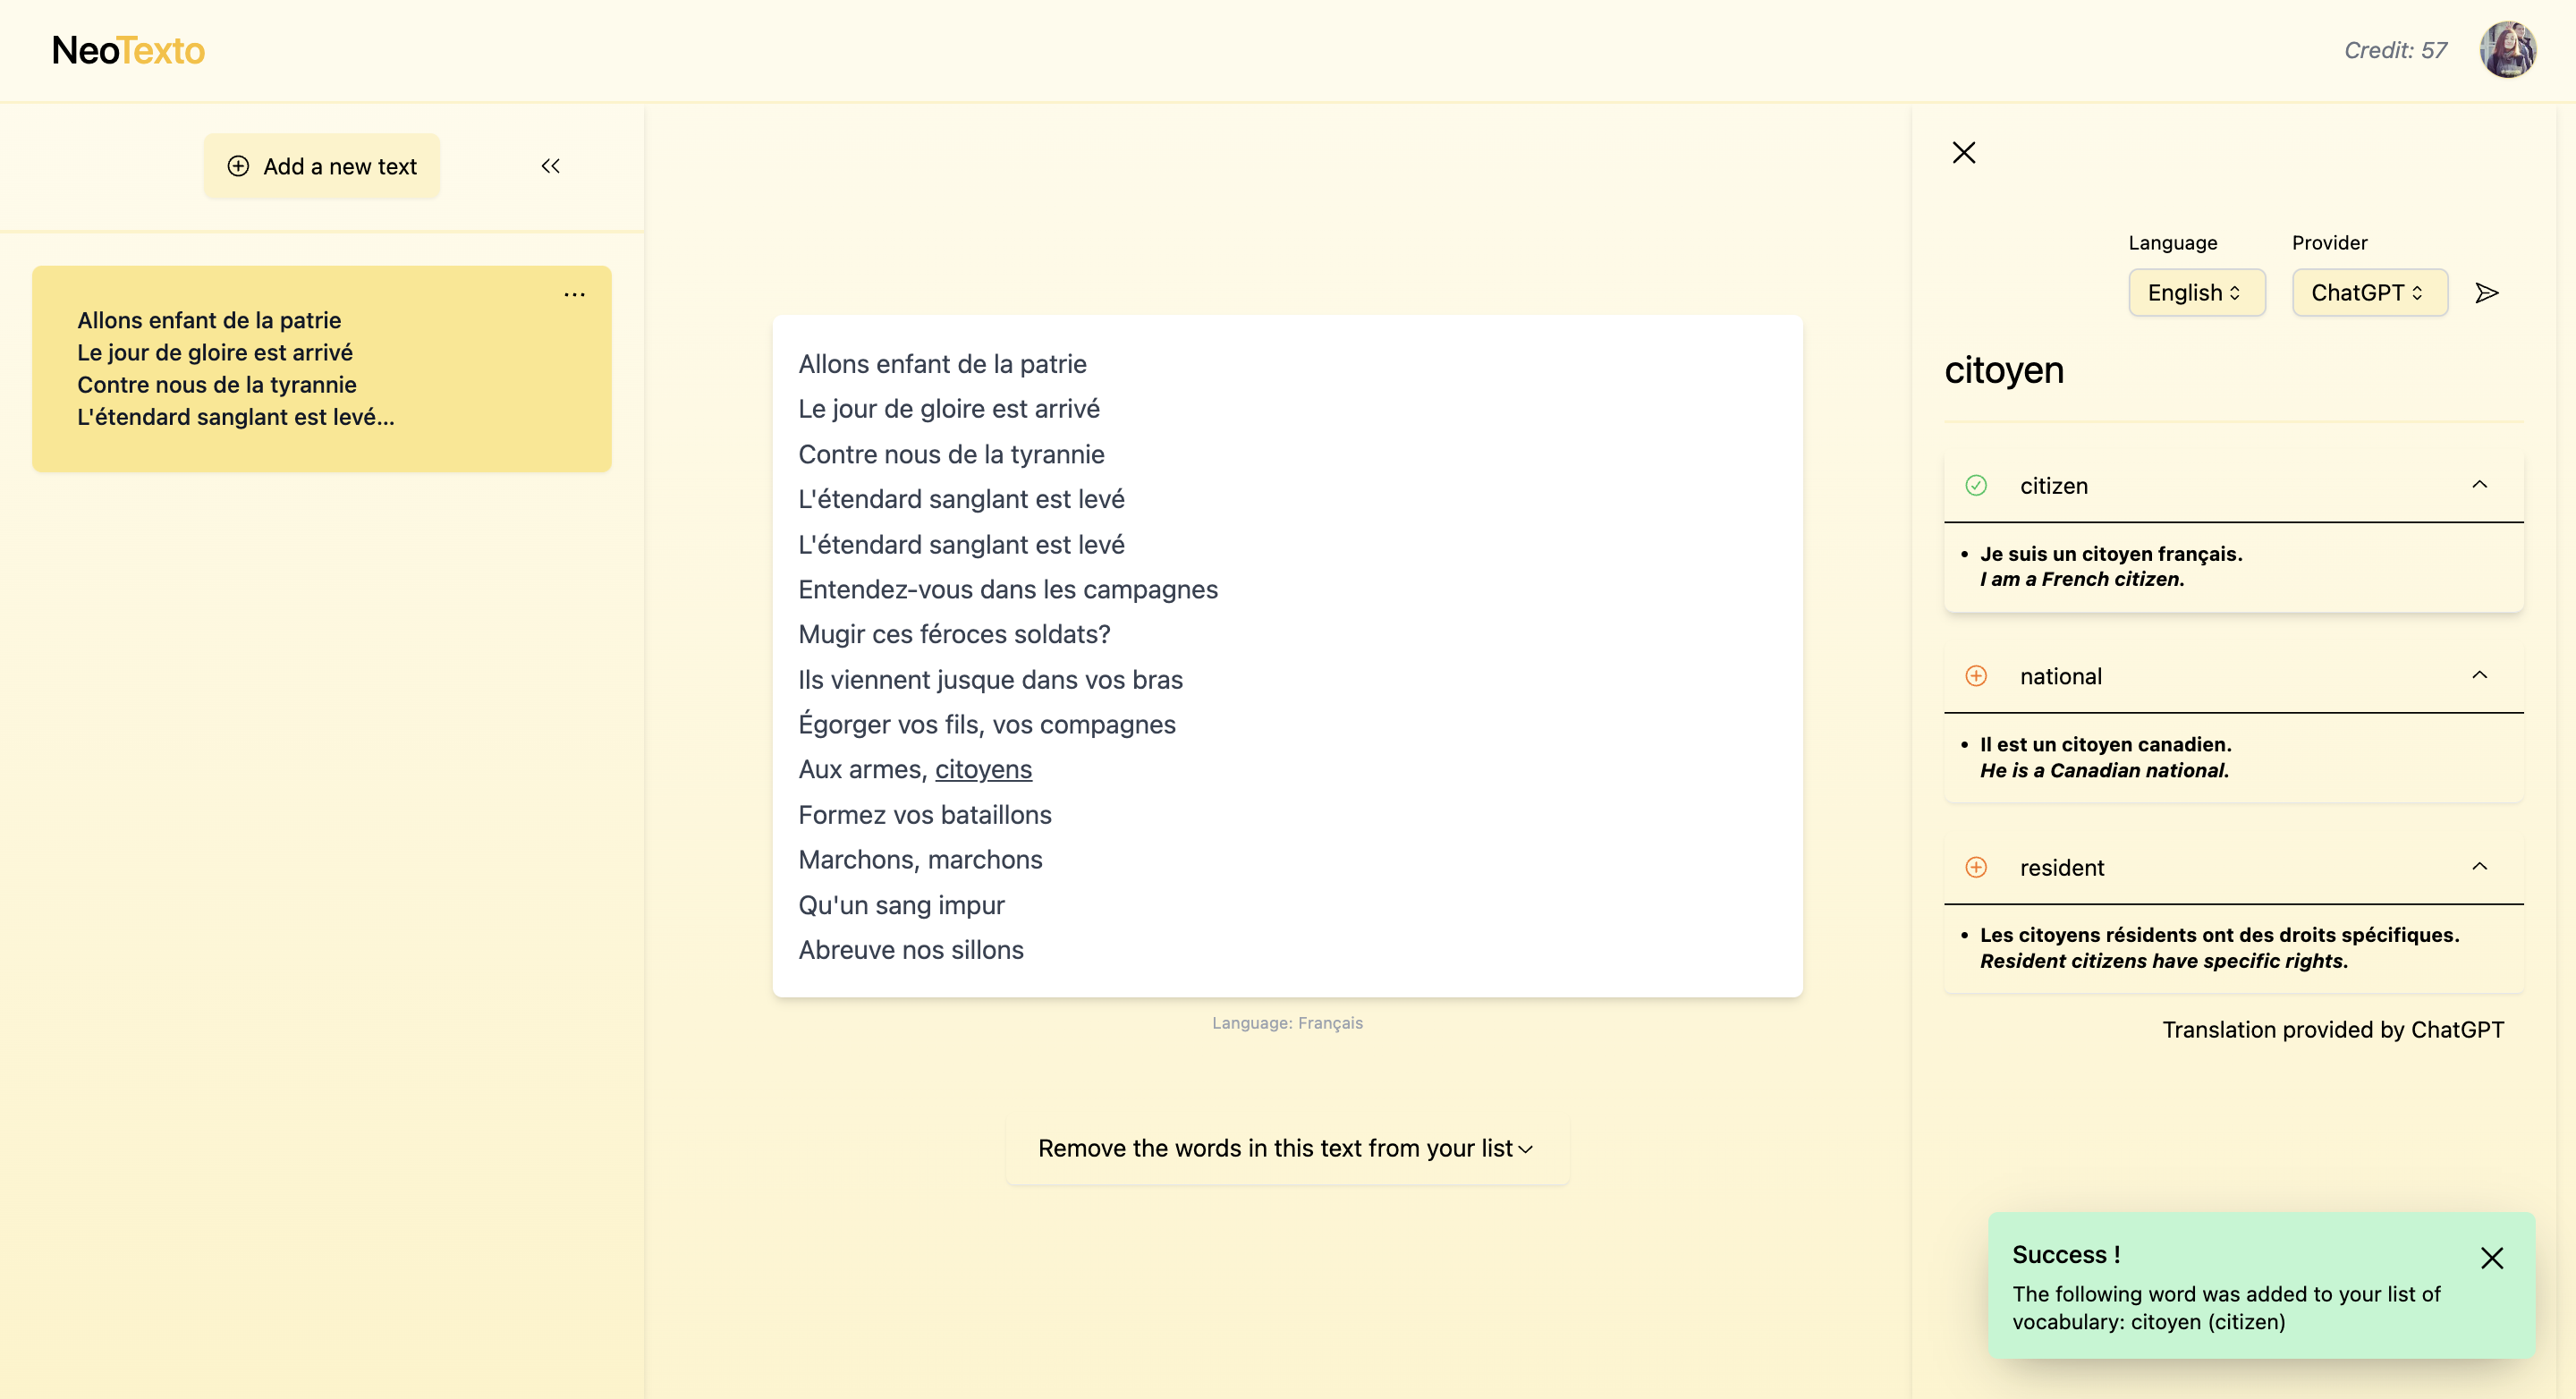 NeoTexto
Credit: 57
Add a new text
Allons enfant de la patrie
Le jour de gloire est arrivé
Contre nous de la tyrannie
L'étendard sanglant est levé...
Allons enfant de la patrie
Le jour de gloire est arrivé
Contre nous de la tyrannie
L'étendard sanglant est levé
L'étendard sanglant est levé
Entendez-vous dans les campagnes
Mugir ces féroces soldats?
Ils viennent jusque dans vos bras
Égorger vos fils, vos compagnes
Aux armes, citoyens
Formez vos bataillons
Marchons, marchons
Qu'un sang impur
Abreuve nos sillons
Language: Français
Remove the words in this text from your list
Language
Provider
English
ChatGPT
citoyen
citizen
• Je suis un citoyen français.
I am a French citizen.
national
• Il est un citoyen canadien.
He is a Canadian national.
resident
• Les citoyens résidents ont des droits spécifiques.
Resident citizens have specific rights.
Translation provided by ChatGPT
Success !
The following word was added to your list of
vocabulary: citoyen (citizen)